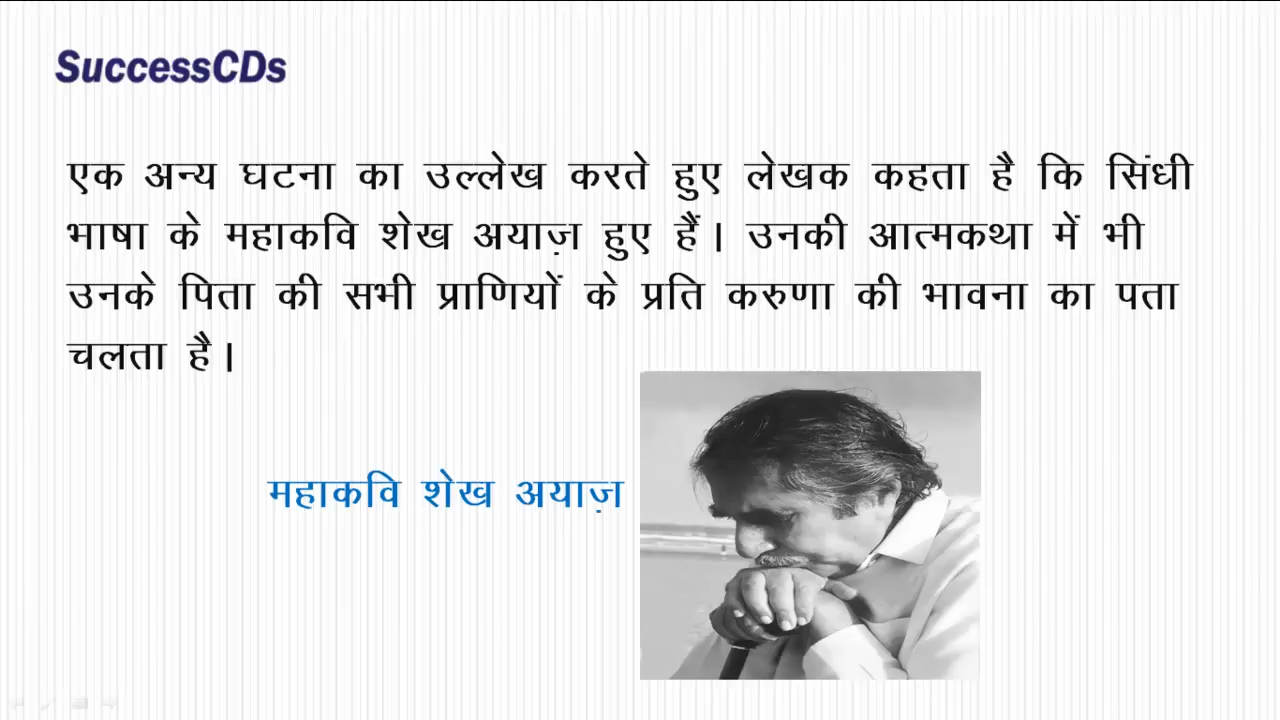 SuccessCDs
एक अन्य घटना का उल्लेख करते हुए लेखक कहता है कि सिंधी
भाषा के महाकवि शेख अयाज़ हुए हैं। उनकी आत्मकथा में भी
उनके पिता की सभी प्राणियों के प्रति करुणा की भावना का पता
चलता है।
महाकवि शेख अयाज़